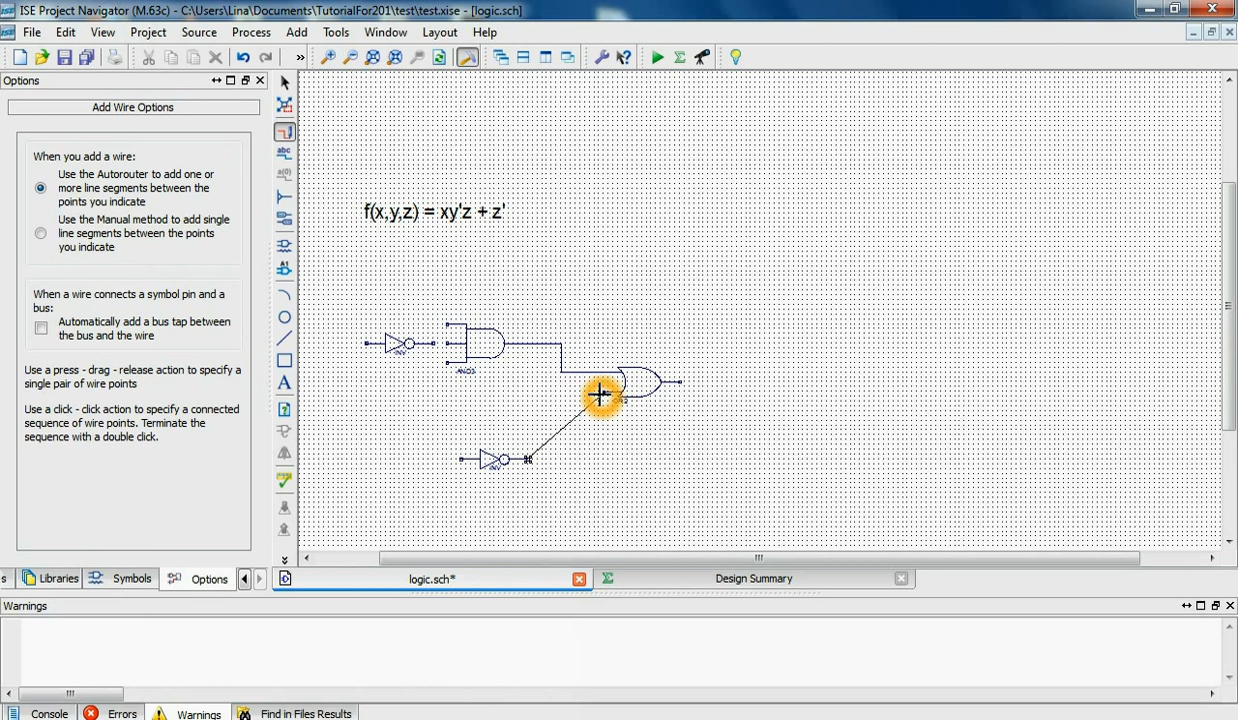 ISE Project Navigator (M.63c) - C:\Users\Lina\Documents\TutorialFor201\test\test.xise - [logic.sch]
File Edit View Project Source Process Add Tools Window Layout Help
Options
Add Wire Options
When you add a wire:
Use the Autorouter to add one or
more line segments between the
points you indicate
Use the Manual method to add single
line segments between the points
you indicate
When a wire connects a symbol pin and a
bus:
Automatically add a bus tap between
the bus and the wire
Use a press - drag - release action to specify a
single pair of wire points
Use a click - click action to specify a connected
sequence of wire points. Terminate the
sequence with a double click.
abc
a(0)
A1
A
f(x,y,z) = xy'z + z'
INV
AND3
INV
s Libraries Symbols Options
logic.sch* Design Summary
Warnings
Console Errors Warnings Find in Files Results